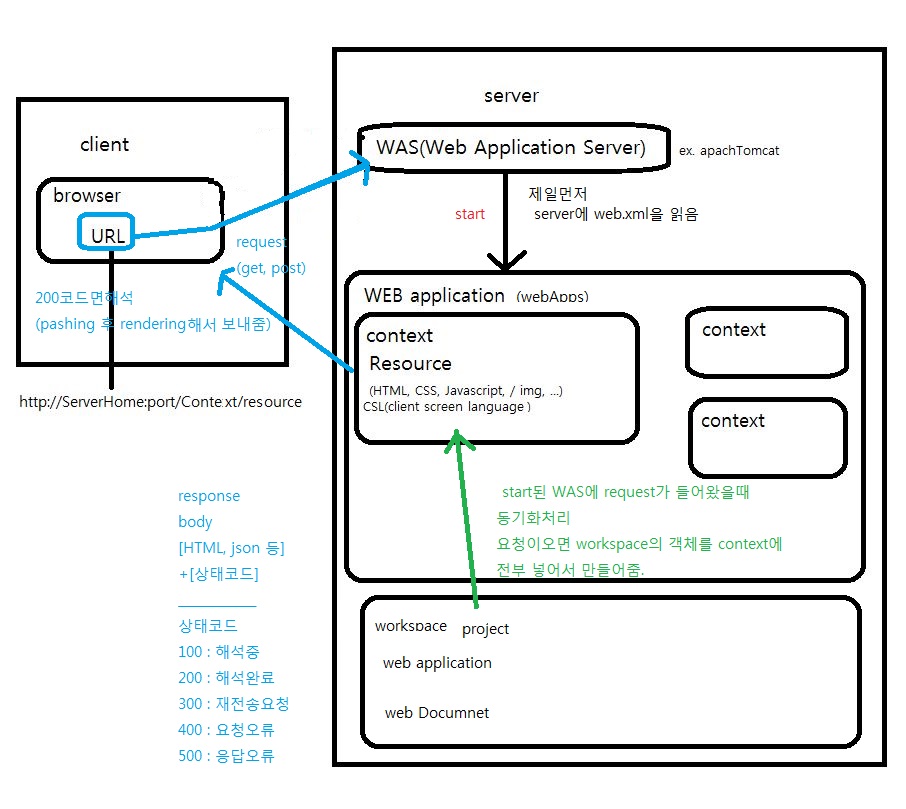 client
browser
URL
request
(get, post)
200코드면해석
(pashing 후 rendering해서 보내줌)
http://ServerHome:port/Context/resource
response
body
[HTML, json 등]
+[상태코드]
상태코드
100 : 해석중
200 : 해석완료
300 : 재전송요청
400 : 요청오류
500 : 응답오류
server
WAS(Web Application Server)
ex. apachTomcat
start
제일먼저
server에 web.xml을 읽음
WEB application (webApps)
context
Resource
(HTML, CSS, Javascript, / img, ...)
CSL(client screen language )
context
context
start된 WAS에 request가 들어왔을때
동기화처리
요청이오면 workspace의 객체를 context에
전부 넣어서 만들어줌.
workspace project
web application
web Documnet